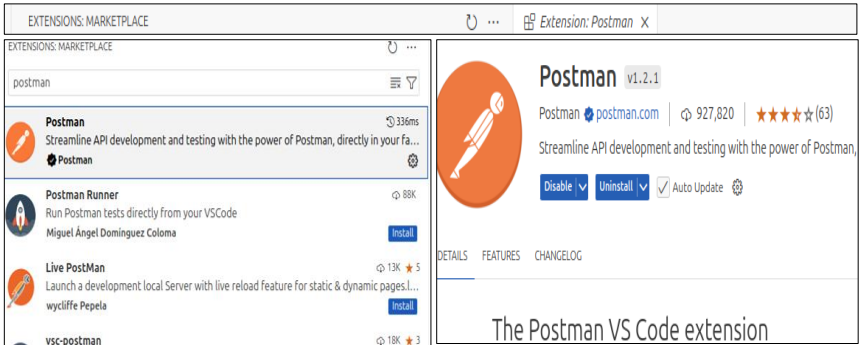 EXTENSIONS: MARKETPLACE
Extension: Postman
EXTENSIONS: MARKETPLACE
postman
Postman 336ms
Streamline API development and testing with the power of Postman, directly in your fa...
Postman
Postman Runner 88K
Run Postman tests directly from your VSCode
Miguel Ángel Domínguez Coloma Install
Live PostMan 13K ★ 5
Launch a development local Server with live reload feature for static & dynamic pages.l...
wycliffe Pepela Install
vsc-postman 18K ★ 3
Postman v1.2.1
Postman postman.com 927,820 (63)
Streamline API development and testing with the power of Postman,
Disable Uninstall Auto Update
DETAILS FEATURES CHANGELOG
The Postman VS Code extension